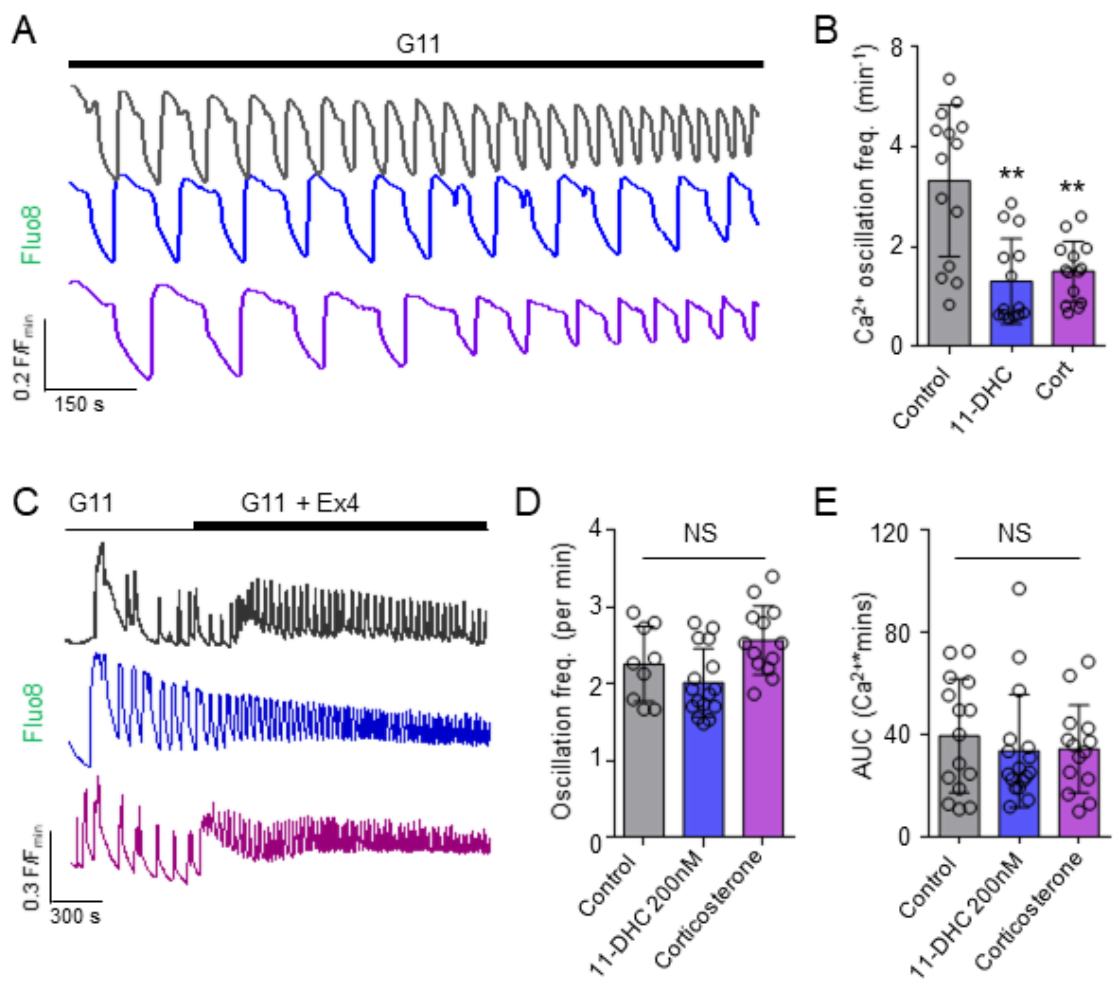 A
G11
Fluo8
0.2 F/Fmin
150 s
B
Ca²⁺ oscillation freq. (min⁻¹)
8
4
2
0
**
**
Control
11-DHC
Cort
C
G11
G11 + Ex4
Fluo8
0.3 F/Fmin
300 s
D
Oscillation freq. (per min)
4
3
2
1
0
NS
Control
11-DHC 200nM
Corticosterone
E
AUC (Ca²⁺*mins)
120
80
40
0
NS
Control
11-DHC 200nM
Corticosterone